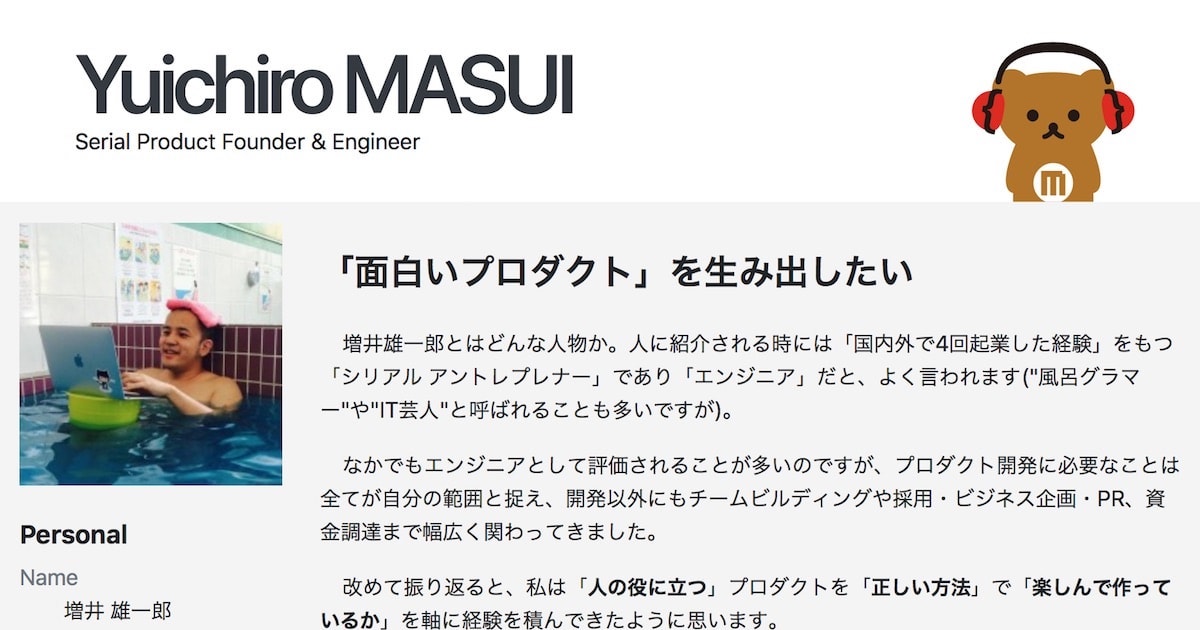 Yuichiro MASUI
Serial Product Founder & Engineer
「面白いプロダクト」を生み出したい
増井雄一郎とはどんな人物か。人に紹介される時には「国内外で4回起業した経験」をもつ
「シリアル アントレプレナー」であり「エンジニア」だと、よく言われます("風呂グラマ
ー"や"IT芸人"と呼ばれることも多いですが)。
なかでもエンジニアとして評価されることが多いのですが、プロダクト開発に必要なことは
全てが自分の範囲と捉え、開発以外にもチームビルディングや採用・ビジネス企画・PR、資
金調達まで幅広く関わってきました。
改めて振り返ると、私は「人の役に立つ」プロダクトを「正しい方法」で「楽しんで作って
いるか」を軸に経験を積んできたように思います。
Personal
Name
増井 雄一郎